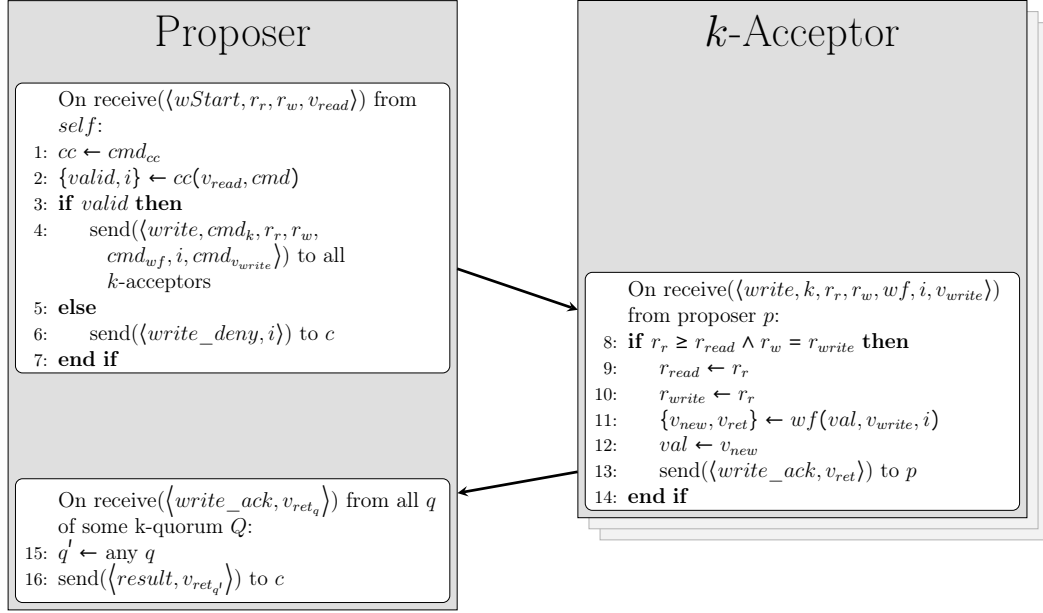 Proposer
On receive(⟨wStart, r_r, r_w, v_read⟩) from
self:
1: cc ← cmd_cc
2: {valid, i} ← cc(v_read, cmd)
3: if valid then
4: send(⟨write, cmd_k, r_r, r_w,
cmd_wf, i, cmd_v_write⟩) to all
k-acceptors
5: else
6: send(⟨write_deny, i⟩) to c
7: end if
On receive(⟨write_ack, v_ret_q⟩) from all q
of some k-quorum Q:
15: q′ ← any q
16: send(⟨result, v_ret_q′⟩) to c
k-Acceptor
On receive(⟨write, k, r_r, r_w, wf, i, v_write⟩)
from proposer p:
8: if r_r ≥ r_read ∧ r_w = r_write then
9: r_read ← r_r
10: r_write ← r_r
11: {v_new, v_ret} ← wf(val, v_write, i)
12: val ← v_new
13: send(⟨write_ack, v_ret⟩) to p
14: end if